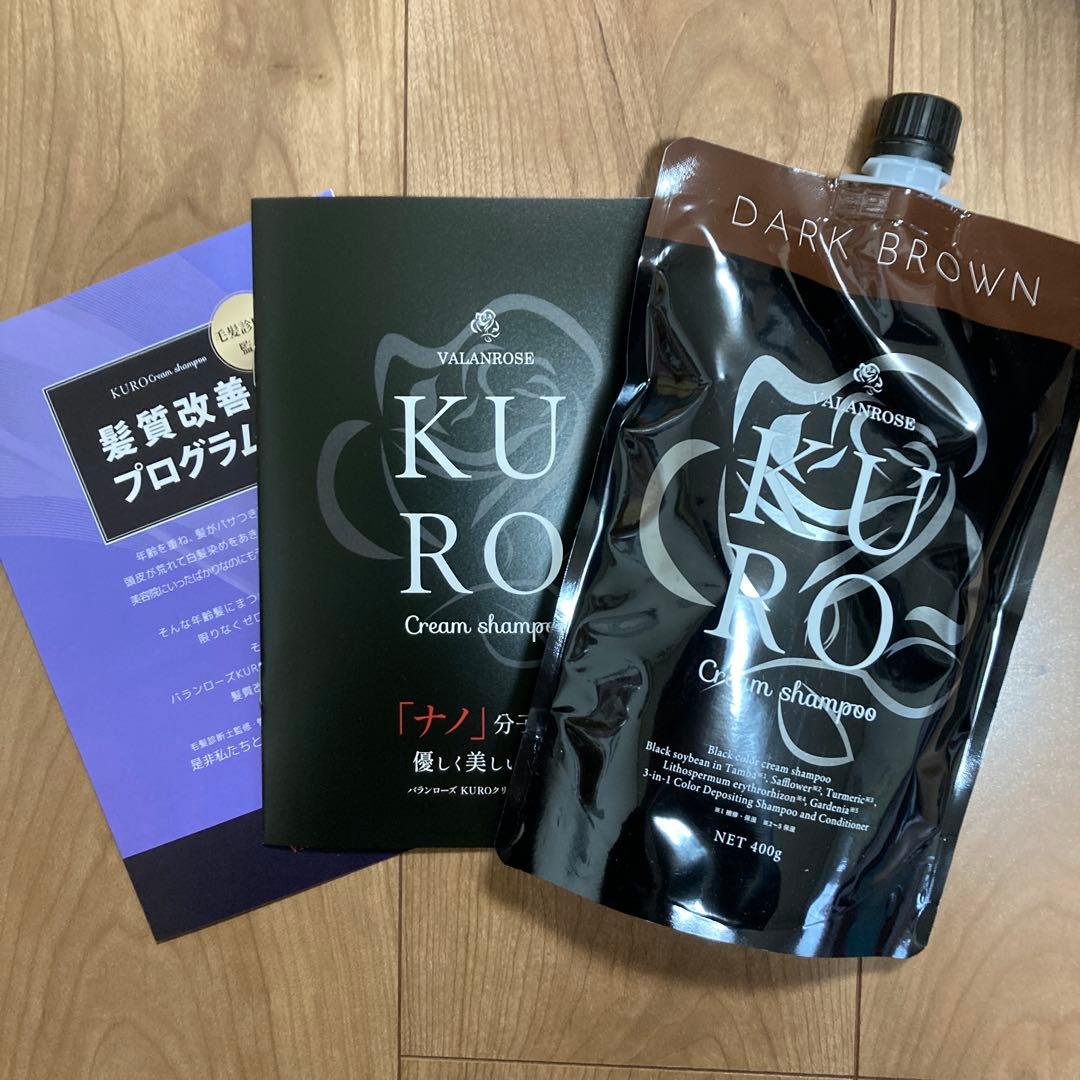 毛髪診
監
KURO Cream shampoo
髪質改善
プログラム
年齢を重ね、髪がパサつき
頭皮が荒れて白髪染めをあき
美容院にいったばかりなのにも
そんな年齢髪にまつ
限りなくゼロ
そ
バランローズKUR
髪質改
毛髪診断士監修・
是非私たちと
VALANROSE
KU
RO
Cream shampoo
「ナノ」分子
優しく美しい
バランローズ KUROクリ
DARK BROWN
VALANROSE
KU
RO
Cream shampoo
Black color cream shampoo
Black soybean in Tamba※1, Safflower※2, Turmeric※3,
Lithospermum erythrorhizon※4, Gardenia※5
3-in-1 Color Depositing Shampoo and Conditioner
※1 補修・保湿 ※2～5 保湿
NET 400g